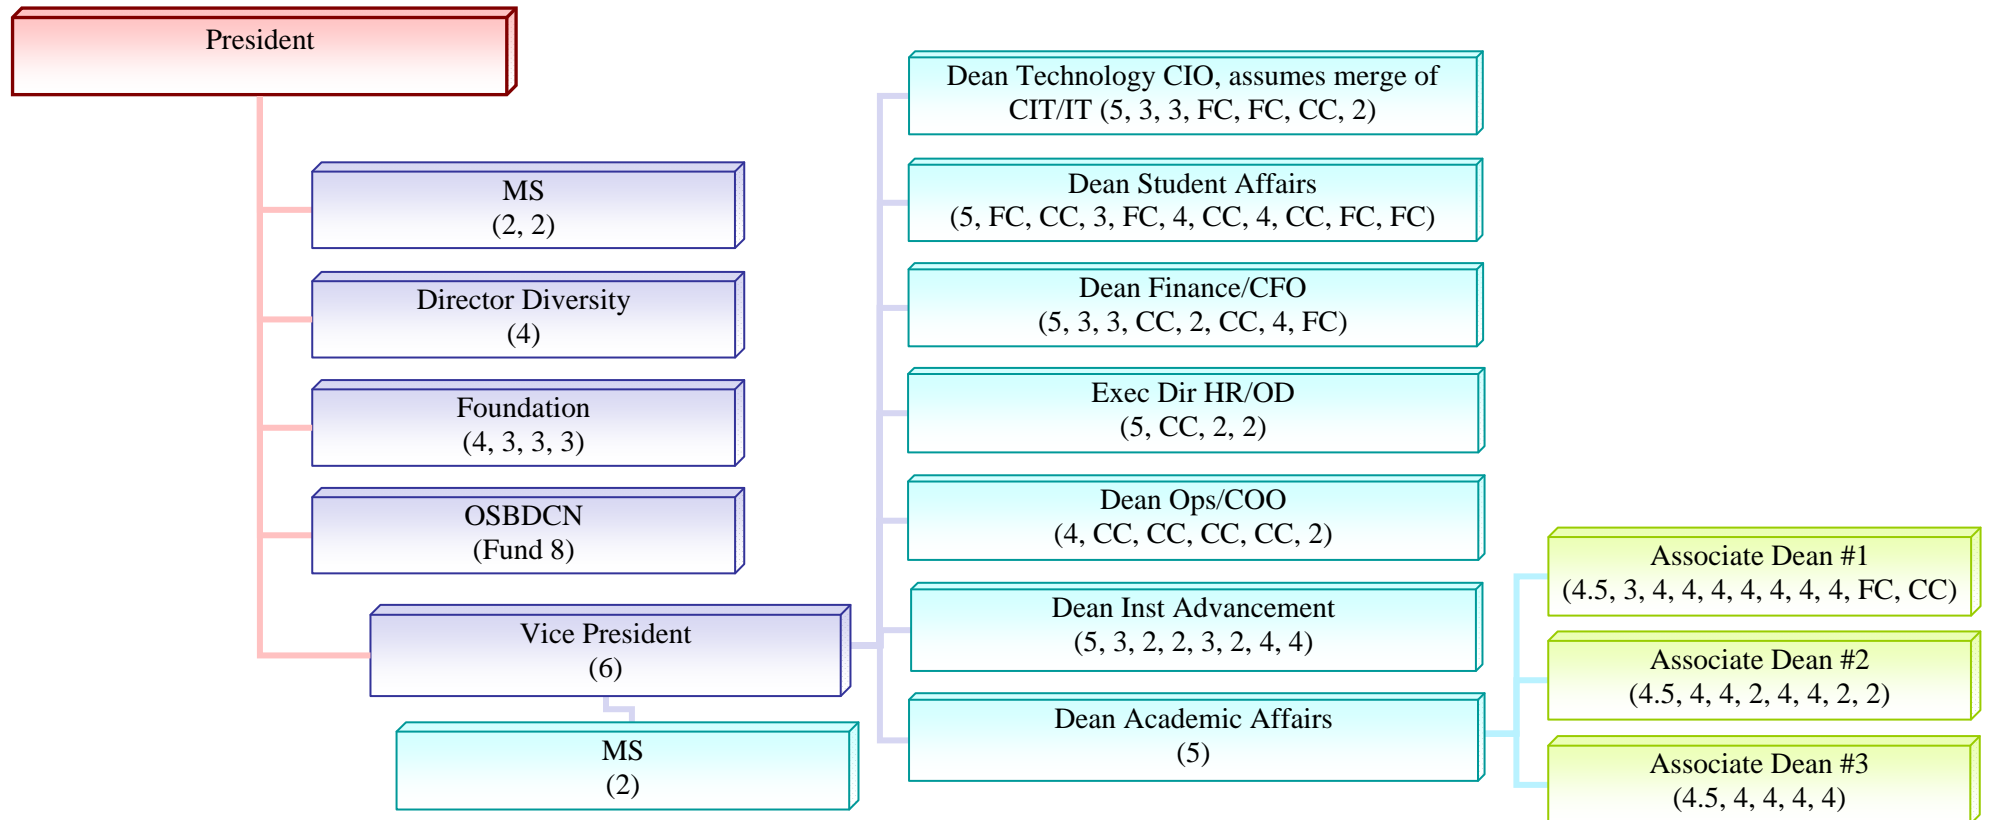 President
MS
(2, 2)
Director Diversity
(4)
Foundation
(4, 3, 3, 3)
OSBDCN
(Fund 8)
Vice President
(6)
MS
(2)
Dean Technology CIO, assumes merge of
CIT/IT (5, 3, 3, FC, FC, CC, 2)
Dean Student Affairs
(5, FC, CC, 3, FC, 4, CC, 4, CC, FC, FC)
Dean Finance/CFO
(5, 3, 3, CC, 2, CC, 4, FC)
Exec Dir HR/OD
(5, CC, 2, 2)
Dean Ops/COO
(4, CC, CC, CC, CC, 2)
Dean Inst Advancement
(5, 3, 2, 2, 3, 2, 4, 4)
Dean Academic Affairs
(5)
Associate Dean #1
(4.5, 3, 4, 4, 4, 4, 4, 4, 4, FC, CC)
Associate Dean #2
(4.5, 4, 4, 2, 4, 4, 2, 2)
Associate Dean #3
(4.5, 4, 4, 4, 4)